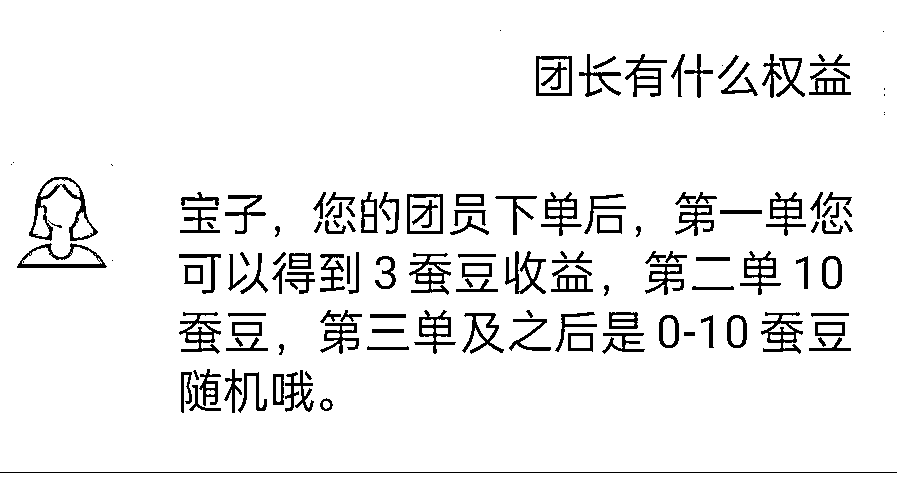 团长有什么权益
宝子，您的团员下单后，第一单您
可以得到 3 蚕豆收益，第二单 10
蚕豆，第三单及之后是 0-10 蚕豆
随机哦。